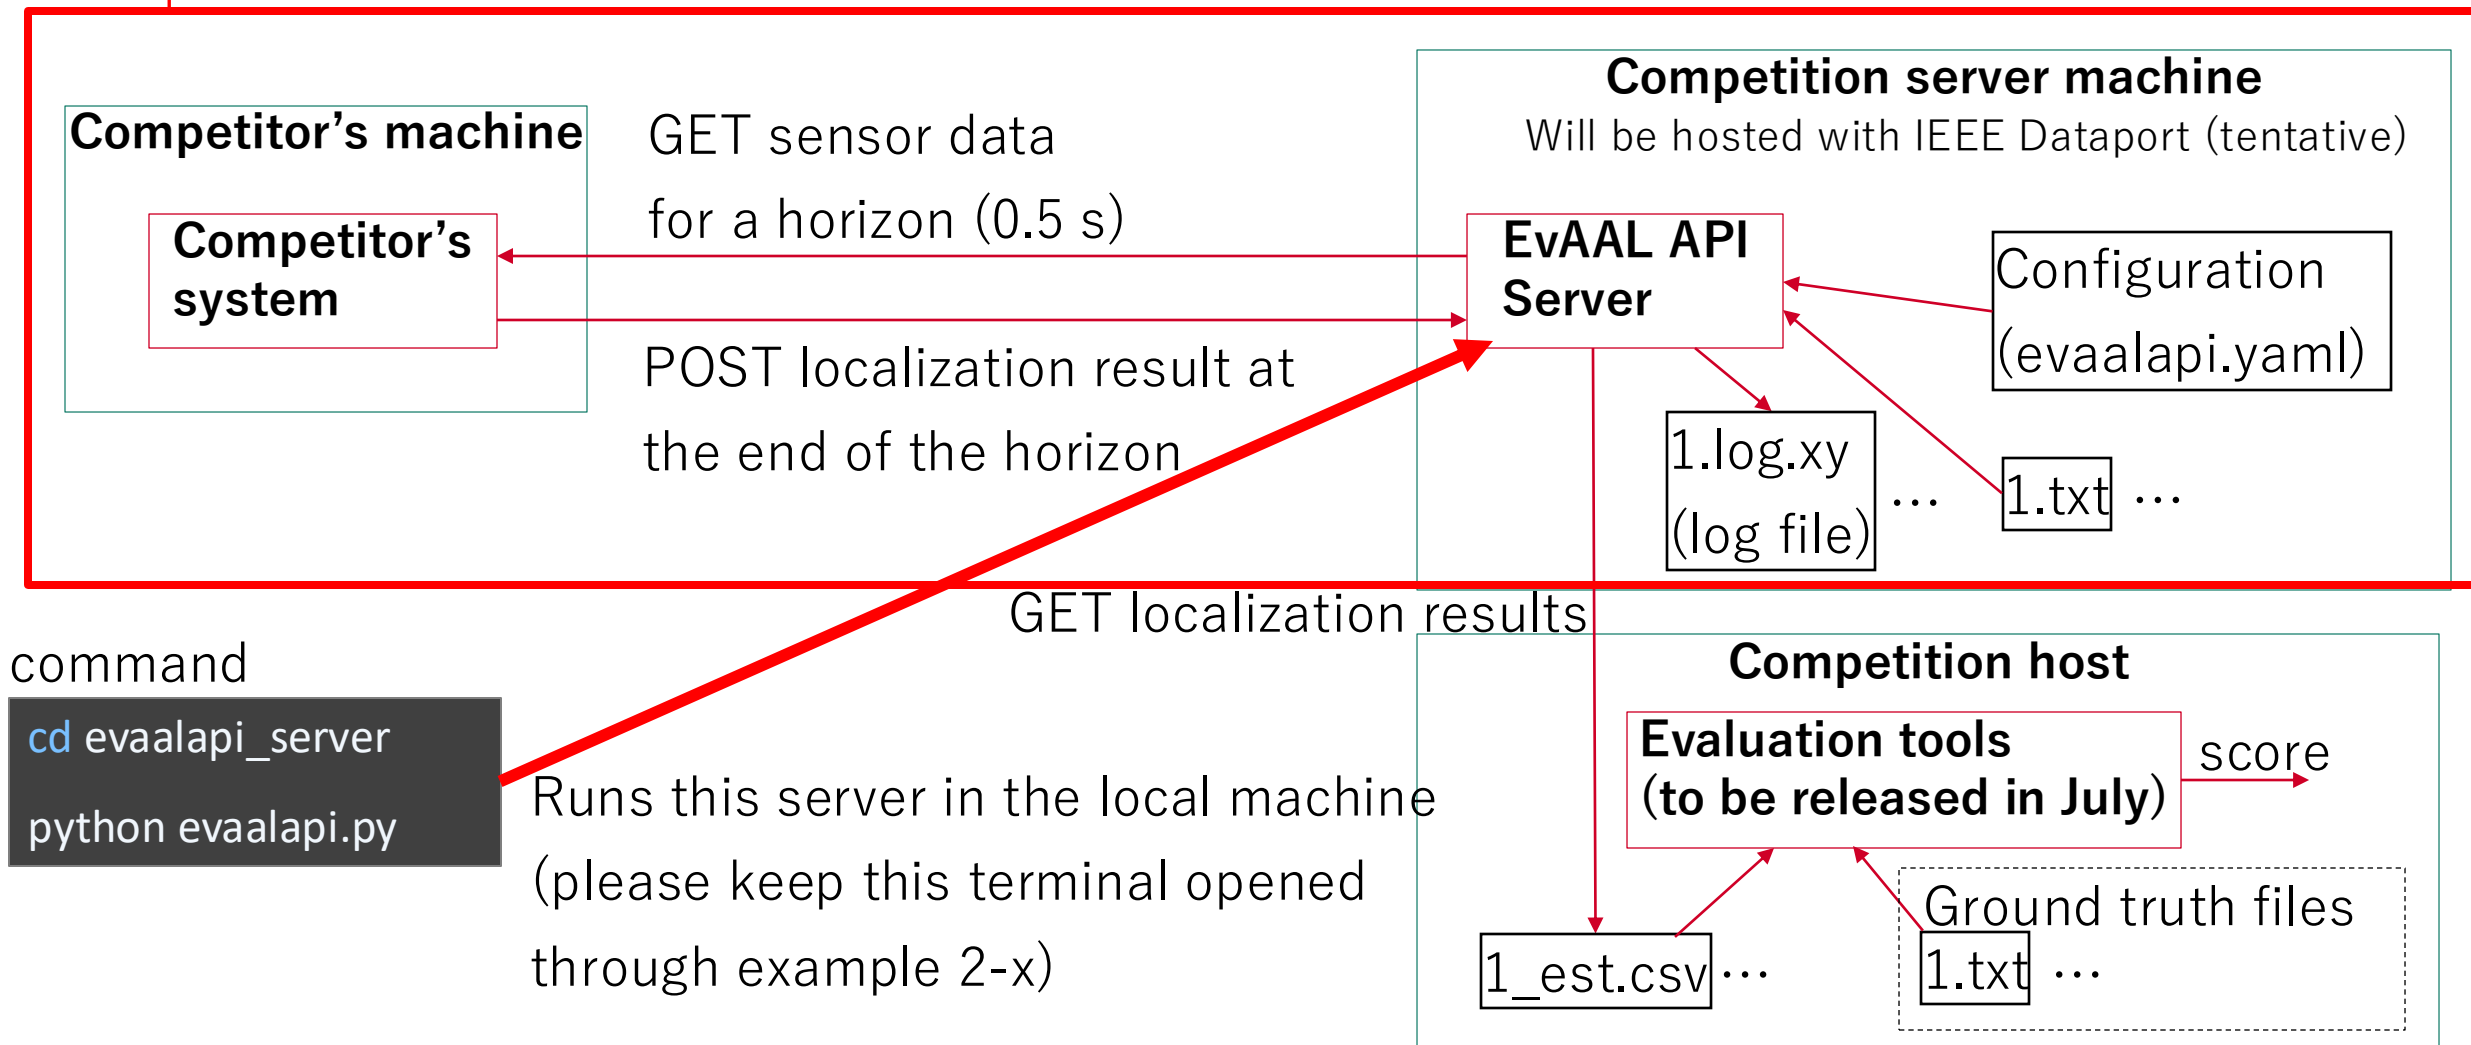 Competition server machine
Will be hosted with IEEE Dataport (tentative)
Competitor’s machine
GET sensor data
for a horizon (0.5 s)
Competitor’s
system
EvAAL API
Server
Configuration
(evaalapi.yaml)
POST localization result at
the end of the horizon
1.log.xy
(log file)
…
1.txt …
GET localization results
command
cd evaalapi_server
python evaalapi.py
Runs this server in the local machine
(please keep this terminal opened
through example 2-x)
Competition host
Evaluation tools
(to be released in July)
score
Ground truth files
1_est.csv …
1.txt …